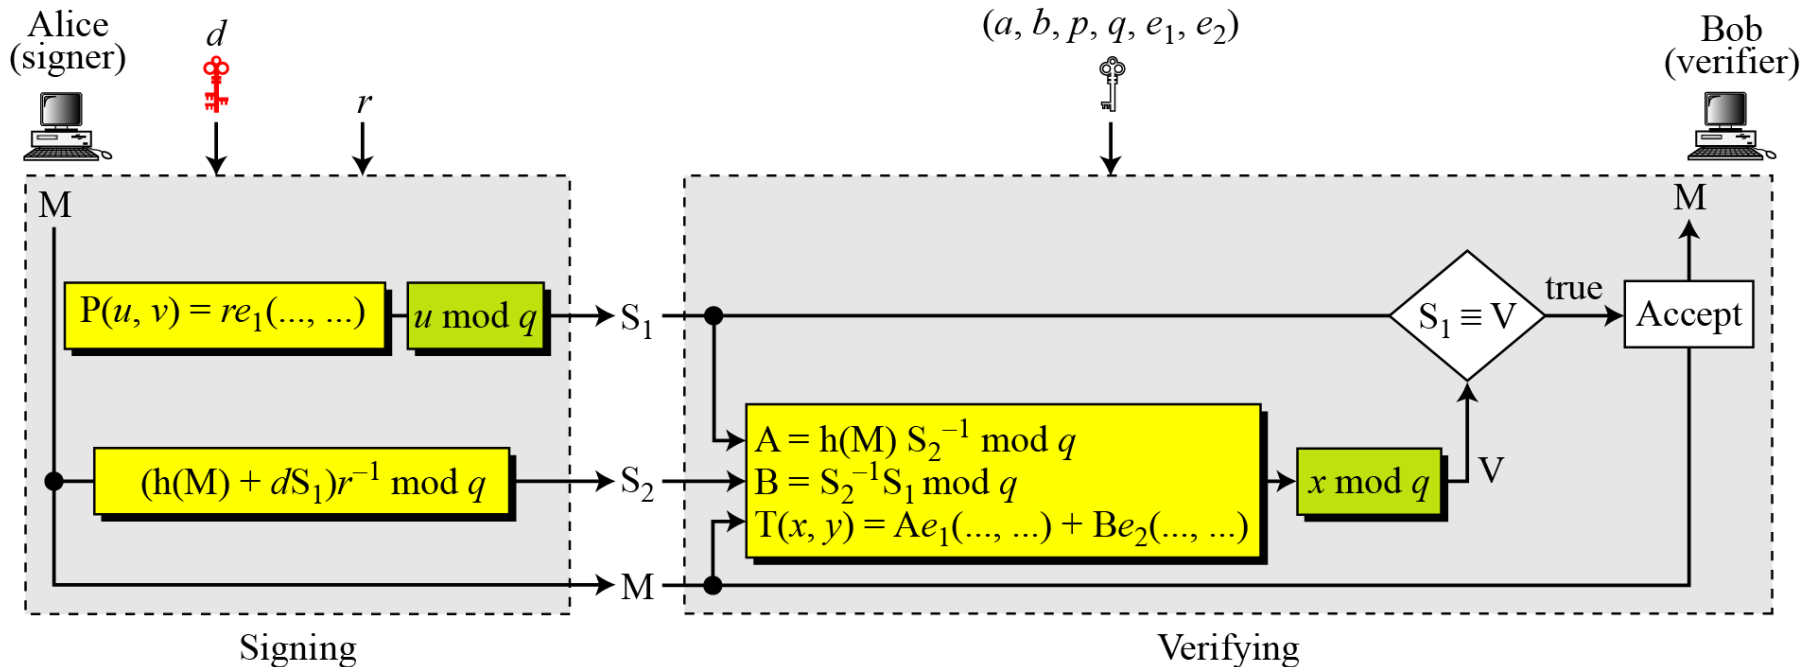 Alice
(signer)
d
r
(a, b, p, q, e₁, e₂)
Bob
(verifier)
M
P(u, v) = re₁(..., ...)
u mod q
S₁
(h(M) + dS₁)r⁻¹ mod q
S₂
M
A = h(M) S₂⁻¹ mod q
B = S₂⁻¹S₁ mod q
T(x, y) = Ae₁(..., ...) + Be₂(..., ...)
x mod q
V
S₁ ≡ V
true
Accept
M
Signing
Verifying